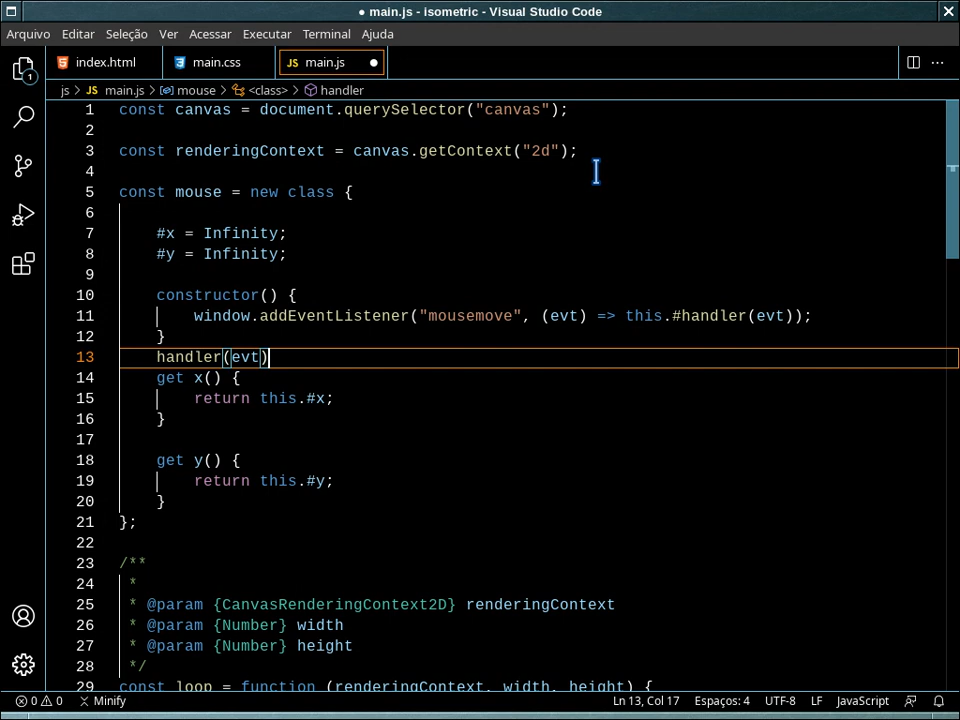 ● main.js - isometric - Visual Studio Code
Arquivo Editar Seleção Ver Acessar Executar Terminal Ajuda
index.html main.css JS main.js ●
js > JS main.js > mouse > <class> > handler
1 const canvas = document.querySelector("canvas");
2
3 const renderingContext = canvas.getContext("2d");
4
5 const mouse = new class {
6
7 #x = Infinity;
8 #y = Infinity;
9
10 constructor() {
11 window.addEventListener("mousemove", (evt) => this.#handler(evt));
12 }
13 handler(evt)
14 get x() {
15 return this.#x;
16 }
17
18 get y() {
19 return this.#y;
20 }
21 };
22
23 /**
24 *
25 * @param {CanvasRenderingContext2D} renderingContext
26 * @param {Number} width
27 * @param {Number} height
28 */
29 const loop = function (renderingContext, width, height) {
1
0 0 Minify Ln 13, Col 17 Espaços: 4 UTF-8 LF JavaScript